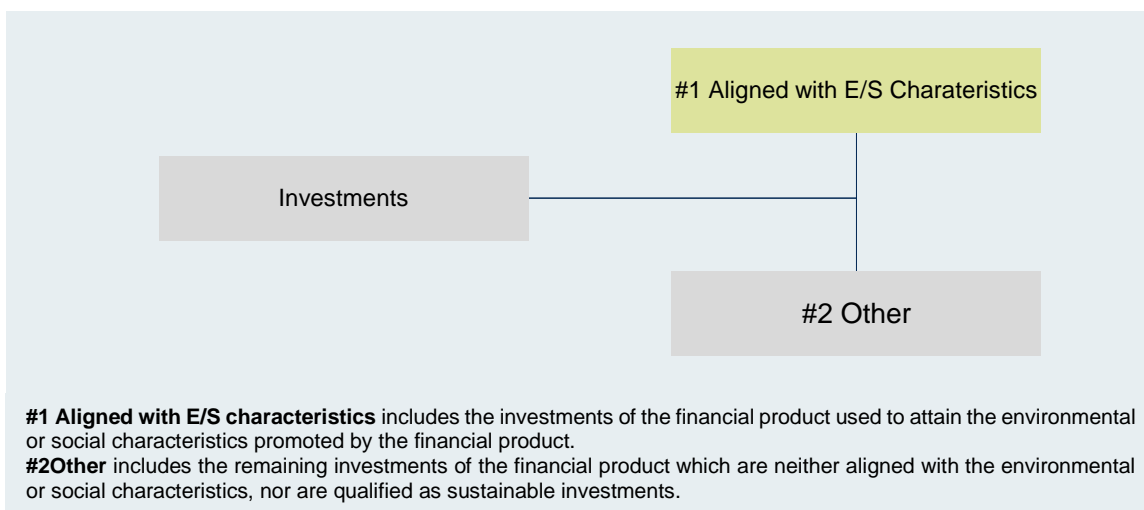 #1 Aligned with E/S Charateristics
Investments
#2 Other
#1 Aligned with E/S characteristics includes the investments of the financial product used to attain the environmental
or social characteristics promoted by the financial product.
#2Other includes the remaining investments of the financial product which are neither aligned with the environmental
or social characteristics, nor are qualified as sustainable investments.